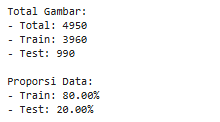 Total Gambar:
- Total: 4950
- Train: 3960
- Test: 990
Proporsi Data:
- Train: 80.00%
- Test: 20.00%